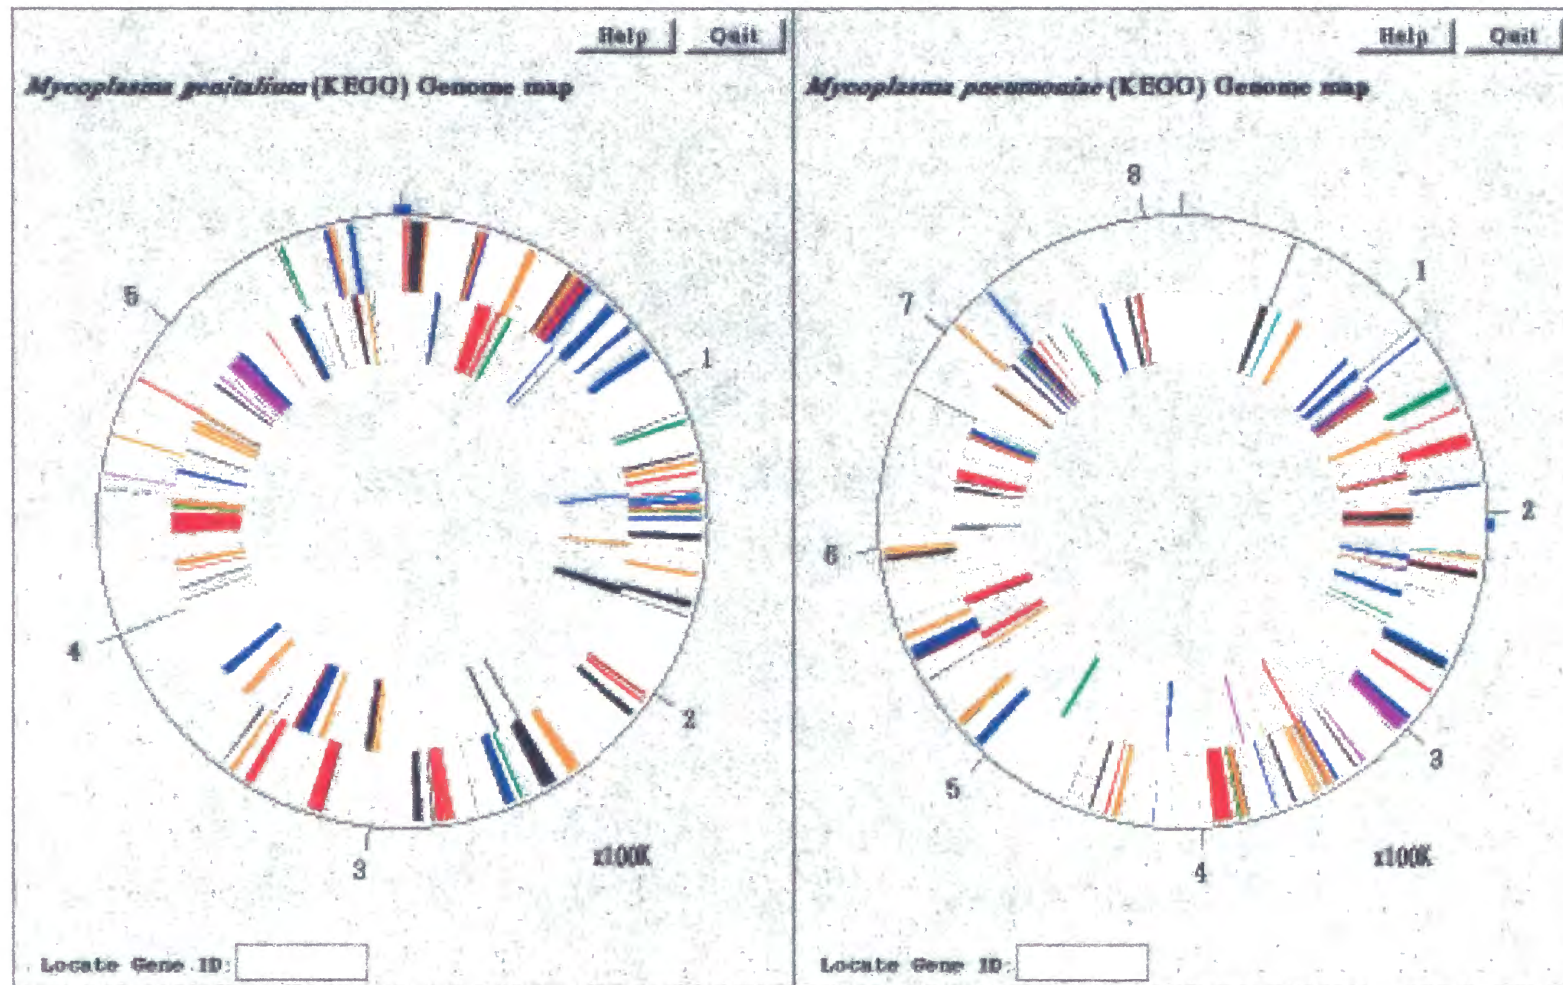 Help Quit
Mycoplasma genitalium (KEGG) Genome map
5
1
4
2
3
x100K
Locate Gene ID:
Help Quit
Mycoplasma pneumoniae (KEGG) Genome map
8
1
7
2
6
3
5
4
x100K
Locate Gene ID: